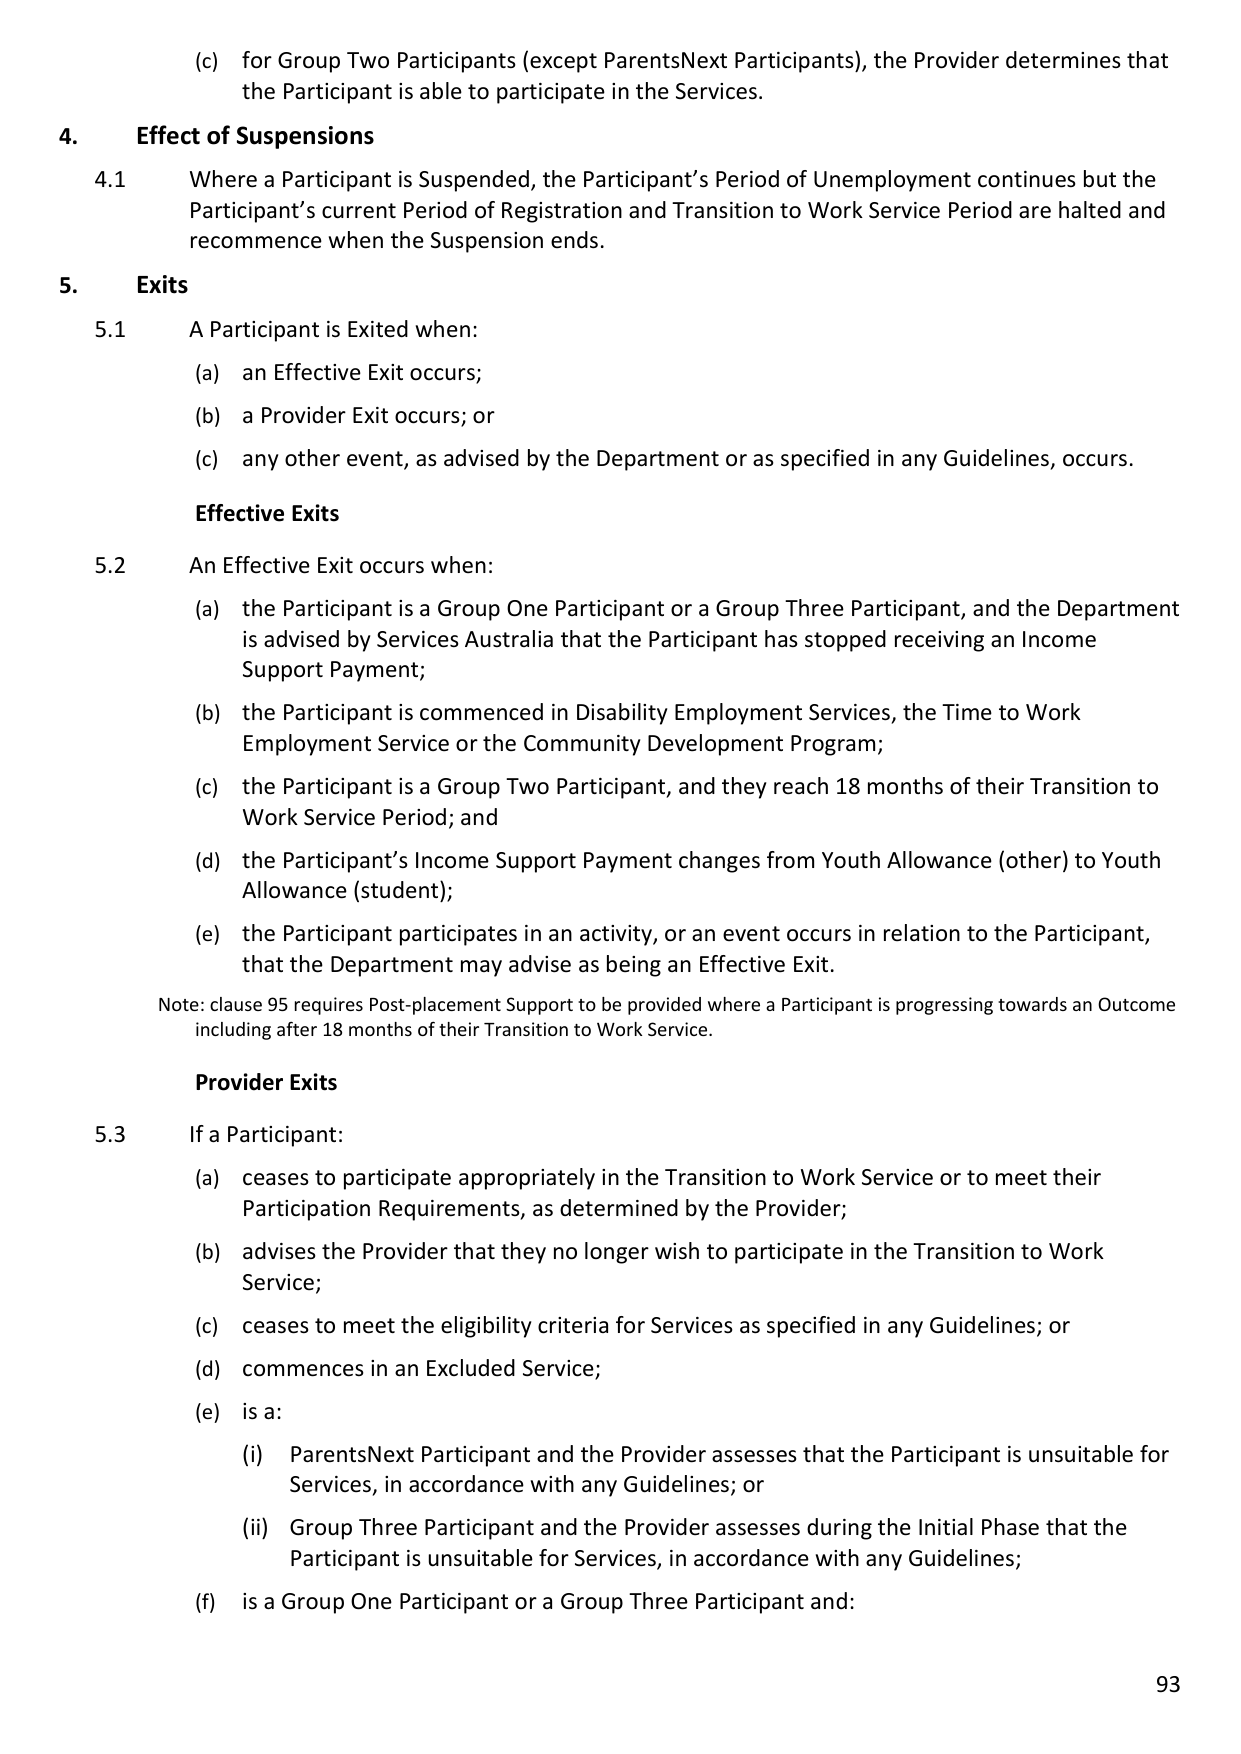 (c) for Group Two Participants (except ParentsNext Participants), the Provider determines that
the Participant is able to participate in the Services.
4. Effect of Suspensions
4.1 Where a Participant is Suspended, the Participant’s Period of Unemployment continues but the
Participant’s current Period of Registration and Transition to Work Service Period are halted and
recommence when the Suspension ends.
5. Exits
5.1 A Participant is Exited when:
(a) an Effective Exit occurs;
(b) a Provider Exit occurs; or
(c) any other event, as advised by the Department or as specified in any Guidelines, occurs.
Effective Exits
5.2 An Effective Exit occurs when:
(a) the Participant is a Group One Participant or a Group Three Participant, and the Department
is advised by Services Australia that the Participant has stopped receiving an Income
Support Payment;
(b) the Participant is commenced in Disability Employment Services, the Time to Work
Employment Service or the Community Development Program;
(c) the Participant is a Group Two Participant, and they reach 18 months of their Transition to
Work Service Period; and
(d) the Participant’s Income Support Payment changes from Youth Allowance (other) to Youth
Allowance (student);
(e) the Participant participates in an activity, or an event occurs in relation to the Participant,
that the Department may advise as being an Effective Exit.
Note: clause 95 requires Post-placement Support to be provided where a Participant is progressing towards an Outcome
including after 18 months of their Transition to Work Service.
Provider Exits
5.3 If a Participant:
(a) ceases to participate appropriately in the Transition to Work Service or to meet their
Participation Requirements, as determined by the Provider;
(b) advises the Provider that they no longer wish to participate in the Transition to Work
Service;
(c) ceases to meet the eligibility criteria for Services as specified in any Guidelines; or
(d) commences in an Excluded Service;
(e) is a:
(i) ParentsNext Participant and the Provider assesses that the Participant is unsuitable for
Services, in accordance with any Guidelines; or
(ii) Group Three Participant and the Provider assesses during the Initial Phase that the
Participant is unsuitable for Services, in accordance with any Guidelines;
(f) is a Group One Participant or a Group Three Participant and:
93